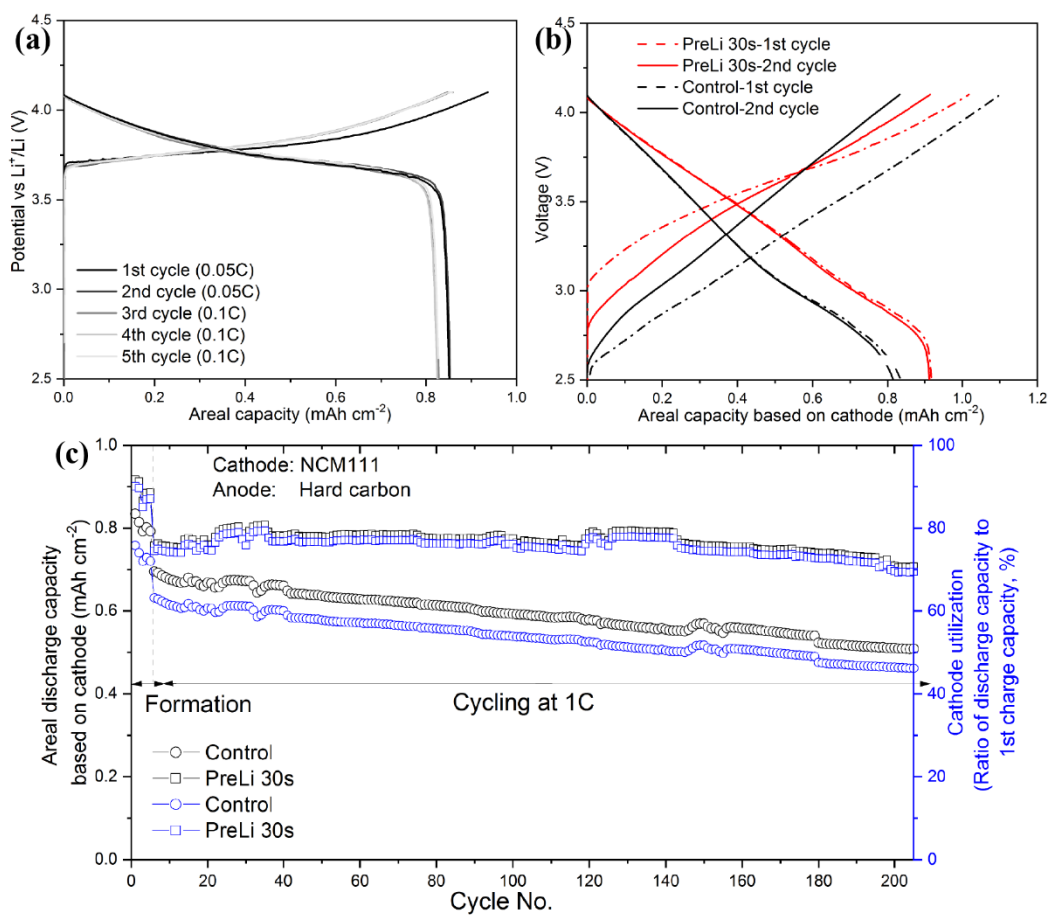 (a)
4.5
4.0
3.5
3.0
2.5
Potential vs Li⁺/Li (V)
1st cycle (0.05C)
2nd cycle (0.05C)
3rd cycle (0.1C)
4th cycle (0.1C)
5th cycle (0.1C)
0.0 0.2 0.4 0.6 0.8 1.0
Areal capacity (mAh cm⁻²)
(b)
4.5
4.0
3.5
3.0
2.5
Voltage (V)
PreLi 30s-1st cycle
PreLi 30s-2nd cycle
Control-1st cycle
Control-2nd cycle
0.0 0.2 0.4 0.6 0.8 1.0 1.2
Areal capacity based on cathode (mAh cm⁻²)
(c)
1.0
0.8
0.6
0.4
0.2
0.0
Areal discharge capacity
based on cathode (mAh cm⁻²)
Cathode: NCM111
Anode: Hard carbon
Formation
Cycling at 1C
Control
PreLi 30s
Control
PreLi 30s
0 20 40 60 80 100 120 140 160 180 200
Cycle No.
100
80
60
40
20
0
Cathode utilization
(Ratio of discharge capacity to
1st charge capacity, %)